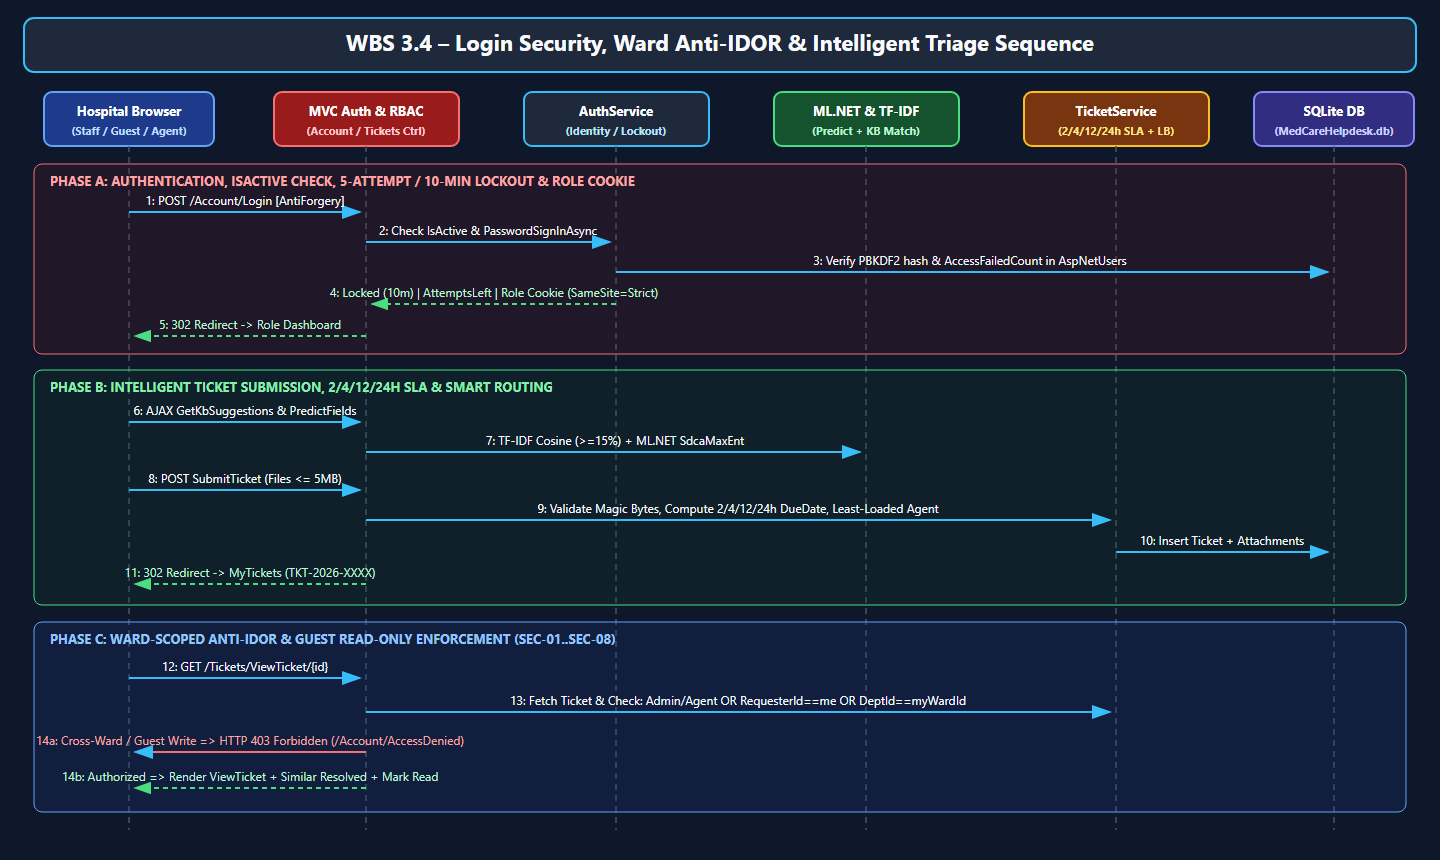 WBS 3.4 – Login Security, Ward Anti-IDOR & Intelligent Triage Sequence
Hospital Browser
(Staff / Guest / Agent)
MVC Auth & RBAC
(Account / Tickets Ctrl)
AuthService
(Identity / Lockout)
ML.NET & TF-IDF
(Predict + KB Match)
TicketService
(2/4/12/24h SLA + LB)
SQLite DB
(MedCareHelpdesk.db)
PHASE A: AUTHENTICATION, ISACTIVE CHECK, 5-ATTEMPT / 10-MIN LOCKOUT & ROLE COOKIE
1: POST /Account/Login [AntiForgery]
2: Check IsActive & PasswordSignInAsync
3: Verify PBKDF2 hash & AccessFailedCount in AspNetUsers
4: Locked (10m) | AttemptsLeft | Role Cookie (SameSite=Strict)
5: 302 Redirect -> Role Dashboard
PHASE B: INTELLIGENT TICKET SUBMISSION, 2/4/12/24H SLA & SMART ROUTING
6: AJAX GetKbSuggestions & PredictFields
7: TF-IDF Cosine (>=15%) + ML.NET SdcaMaxEnt
8: POST SubmitTicket (Files <= 5MB)
9: Validate Magic Bytes, Compute 2/4/12/24h DueDate, Least-Loaded Agent
10: Insert Ticket + Attachments
11: 302 Redirect -> MyTickets (TKT-2026-XXXX)
PHASE C: WARD-SCOPED ANTI-IDOR & GUEST READ-ONLY ENFORCEMENT (SEC-01..SEC-08)
12: GET /Tickets/ViewTicket/{id}
13: Fetch Ticket & Check: Admin/Agent OR RequesterId==me OR DeptId==myWardId
14a: Cross-Ward / Guest Write => HTTP 403 Forbidden (/Account/AccessDenied)
14b: Authorized => Render ViewTicket + Similar Resolved + Mark Read